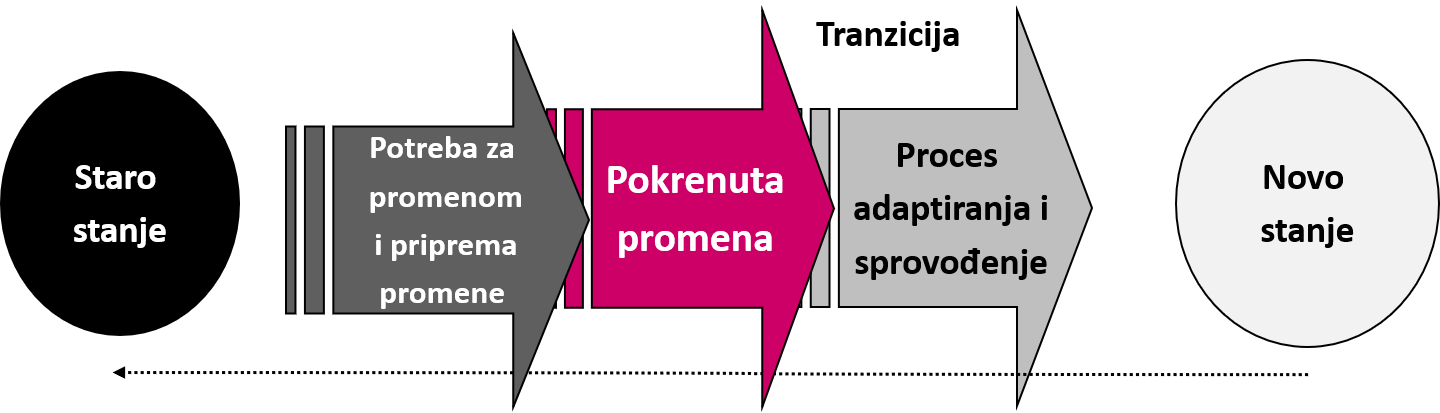 Staro
stanje
Potreba za
promenom
i priprema
promene
Pokrenuta
promena
Tranzicija
Proces
adaptiranja i
sprovođenje
Novo
stanje